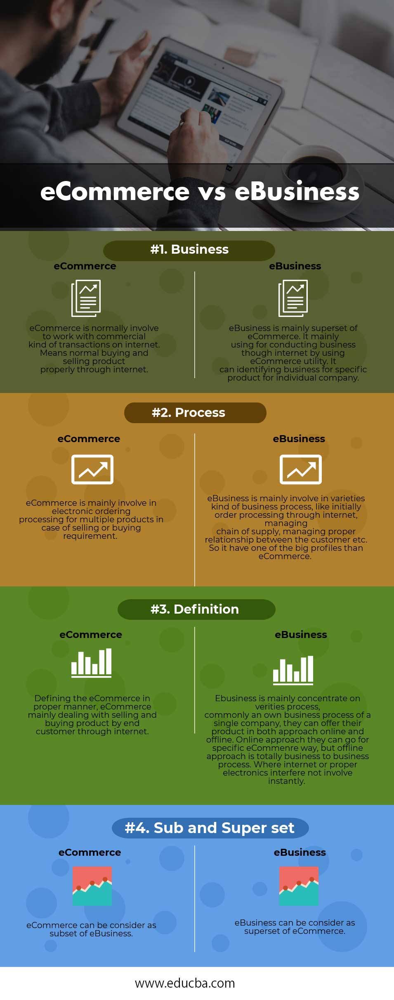 eCommerce vs eBusiness
#1. Business
eCommerce
eCommerce is normally involve
to work with commercial
kind of transactions on internet.
Means normal buying and
selling product
properly through internet.
eBusiness
eBusiness is mainly superset of
eCommerce. It mainly
using for conducting business
though internet by using
eCommerce utility. It
can identifying business for specific
product for individual company.
#2. Process
eCommerce
eCommerce is mainly involve in
electronic ordering
processing for multiple products in
case of selling or buying
requirement.
eBusiness
eBusiness is mainly involve in varieties
kind of business process, like initially
order processing through internet,
managing
chain of supply, managing proper
relationship between the customer etc.
So it have one of the big profiles than
eCommerce.
#3. Definition
eCommerce
Defining the eCommerce in
proper manner, eCommerce
mainly dealing with selling and
buying product by end
customer through internet.
eBusiness
Ebusiness is mainly concentrate on
verities process,
commonly an own business process of a
single company, they can offer their
product in both approach online and
offline. Online approach they can go for
specific eCommenre way, but offline
approach is totally business to business
process. Where internet or proper
electronics interfere not involve
instantly.
#4. Sub and Super set
eCommerce
eCommerce can be consider as
subset of eBusiness.
eBusiness
eBusiness can be consider as
superset of eCommerce.
www.educba.com